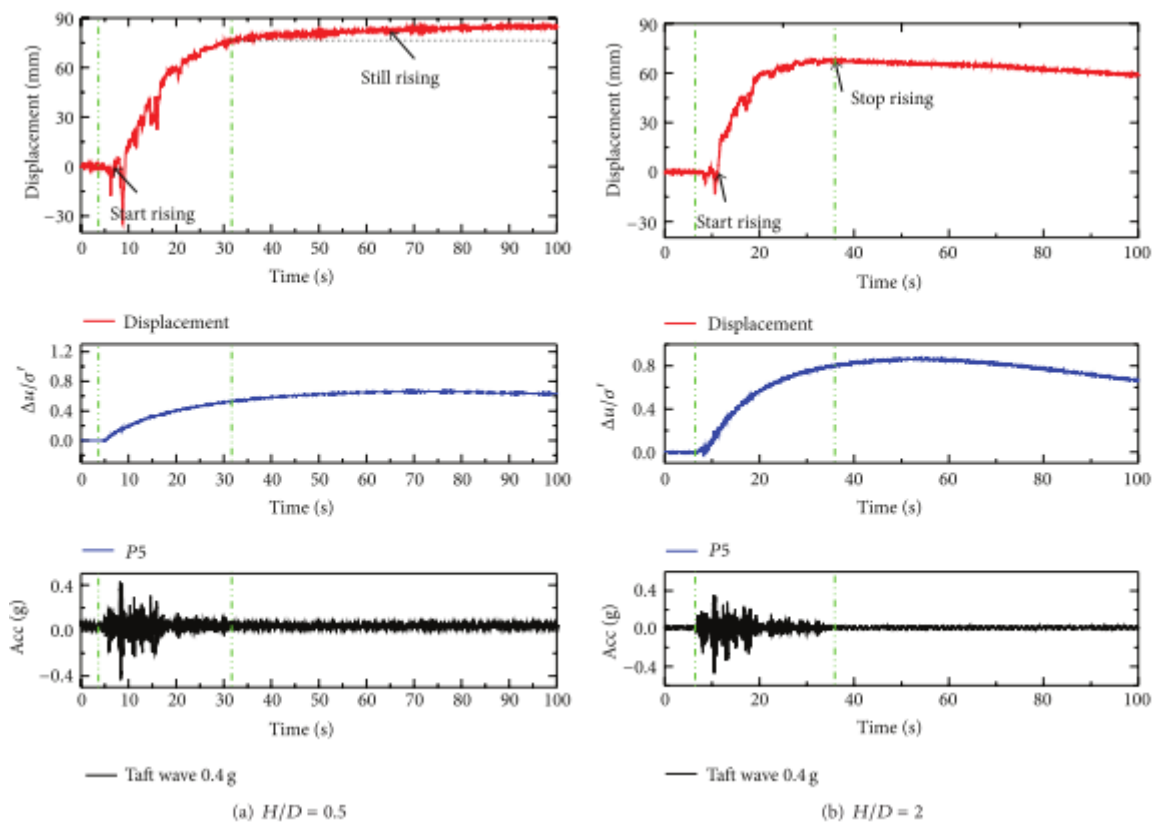 90
60
30
0
−30
Displacement (mm)
Still rising
Start rising
0 10 20 30 40 50 60 70 80 90 100
Time (s)
Displacement
1.2
0.8
0.4
0.0
Δu/σ′
0 10 20 30 40 50 60 70 80 90 100
Time (s)
P5
0.4
0.0
−0.4
Acc (g)
0 10 20 30 40 50 60 70 80 90 100
Time (s)
Taft wave 0.4 g
(a) H/D = 0.5
90
60
30
0
−30
Displacement (mm)
Stop rising
Start rising
0 20 40 60 80 100
Time (s)
Displacement
0.8
0.4
0.0
Δu/σ′
0 20 40 60 80 100
Time (s)
P5
0.4
0.0
−0.4
Acc (g)
0 20 40 60 80 100
Time (s)
Taft wave 0.4 g
(b) H/D = 2